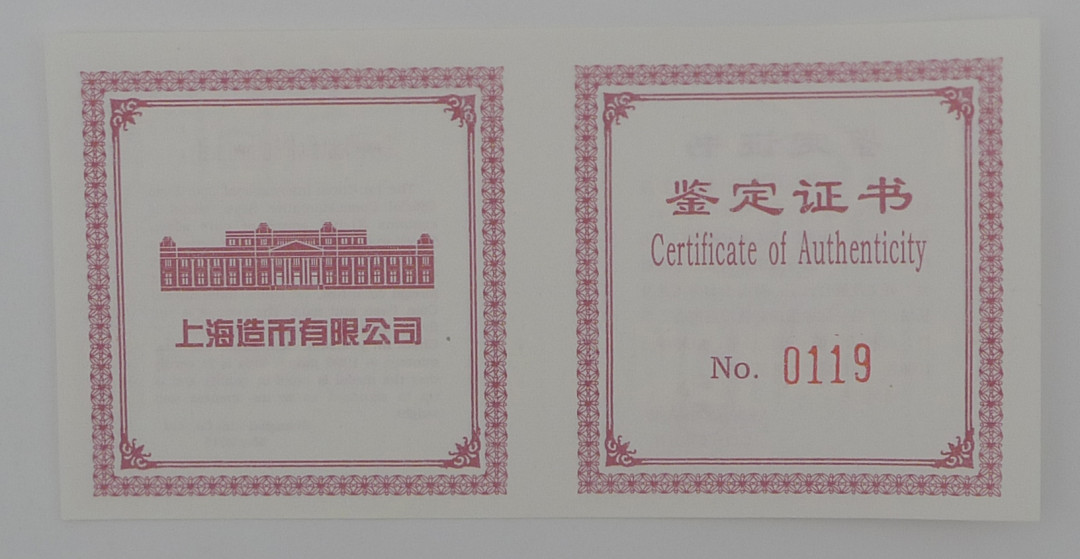 上海造币有限公司
鉴定证书
Certificate of Authenticity
No. 0119